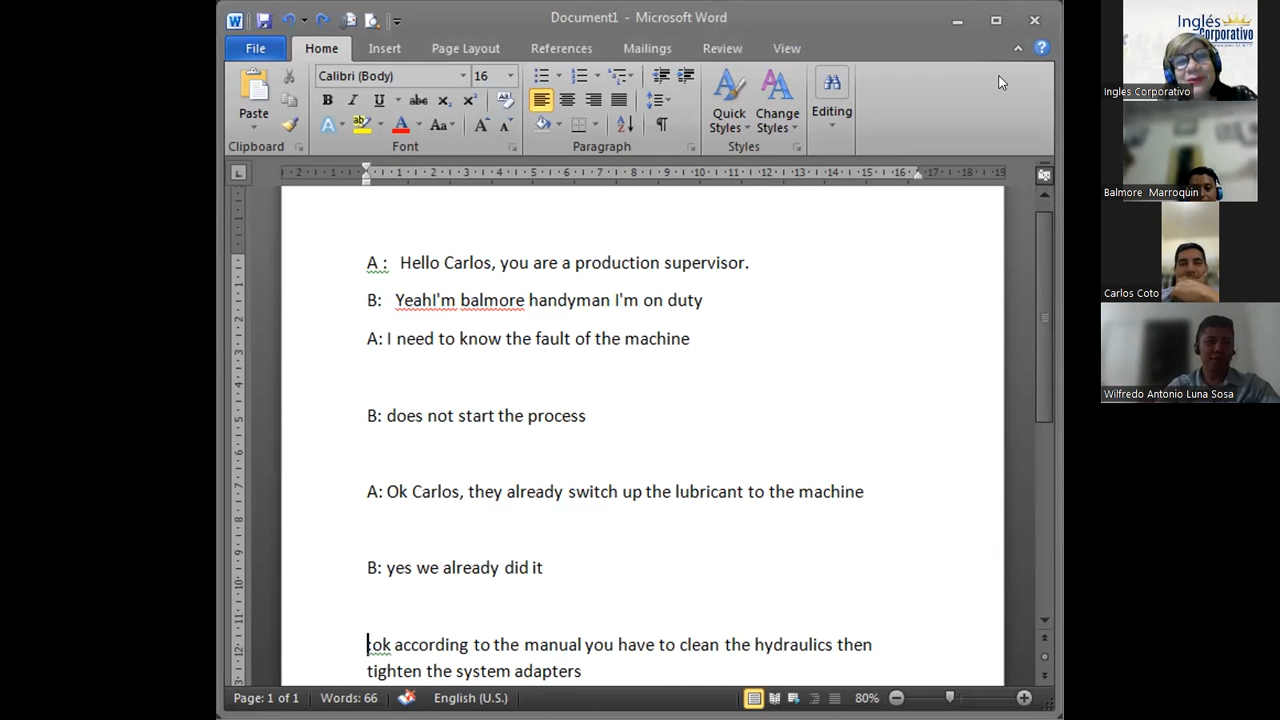 Document1 - Microsoft Word
File Home Insert Page Layout References Mailings Review View
Calibri (Body) 16
Paste
Quick Styles
Change Styles
Editing
Clipboard Font Paragraph Styles
A : Hello Carlos, you are a production supervisor.
B: YeahI'm balmore handyman I'm on duty
A: I need to know the fault of the machine
B: does not start the process
A: Ok Carlos, they already switch up the lubricant to the machine
B: yes we already did it
:ok according to the manual you have to clean the hydraulics then
tighten the system adapters
Page: 1 of 1 Words: 66 English (U.S.) 80%
Inglés
Corporativo
Ingles Corporativo
Balmore Marroquin
Carlos Coto
Wilfredo Antonio Luna Sosa